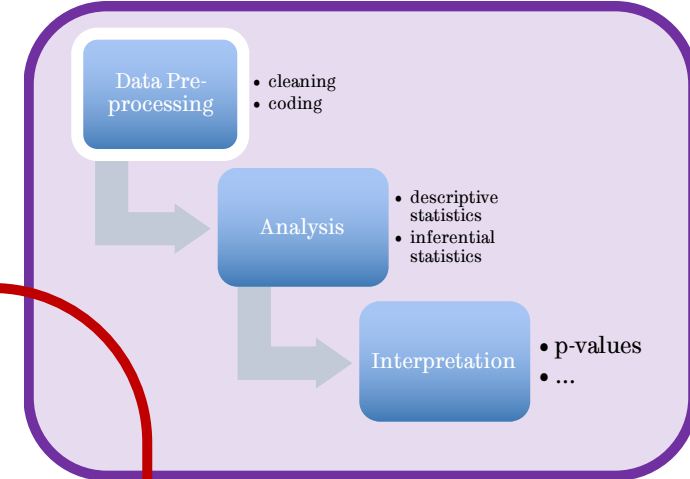 Data Pre-
processing
• cleaning
• coding
Analysis
• descriptive
statistics
• inferential
statistics
Interpretation
• p-values
• ...